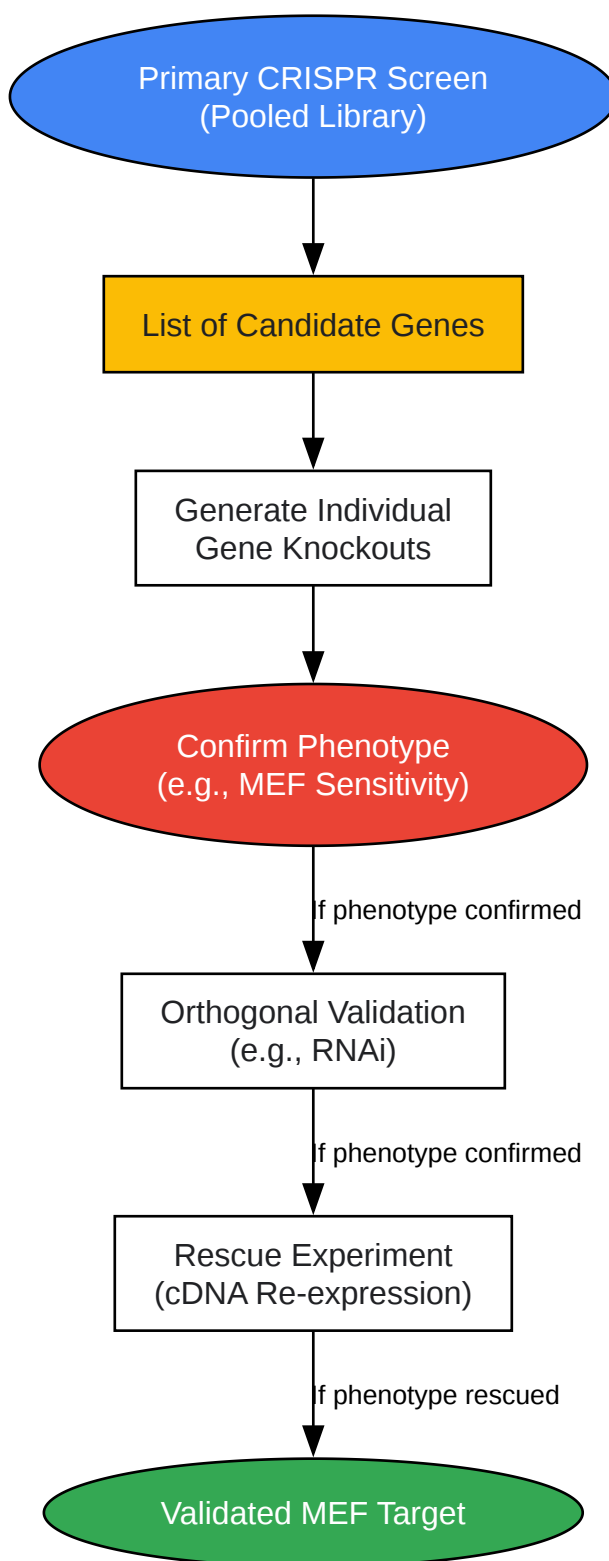 Primary CRISPR Screen
(Pooled Library)
List of Candidate Genes
Generate Individual
Gene Knockouts
Confirm Phenotype
(e.g., MEF Sensitivity)
If phenotype confirmed
Orthogonal Validation
(e.g., RNAi)
If phenotype confirmed
Rescue Experiment
(cDNA Re-expression)
If phenotype rescued
Validated MEF Target